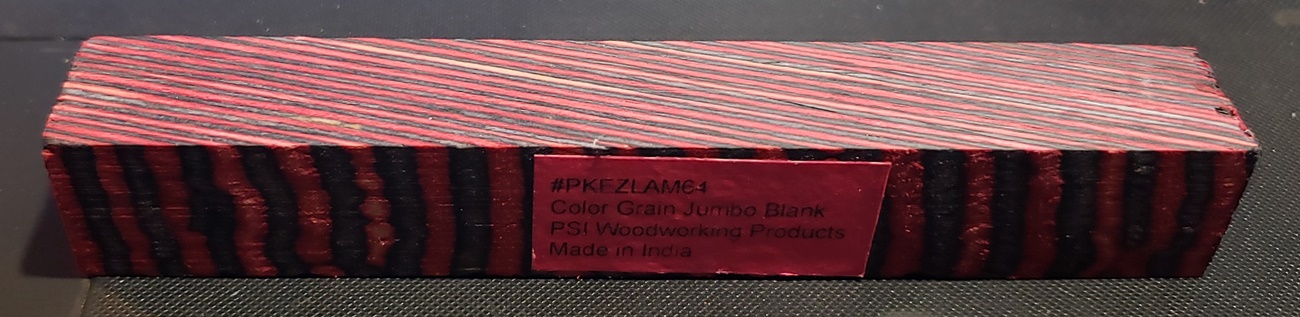 #PKEZLAM64
Color Grain Jumbo Blank
PSI Woodworking Products
Made in India